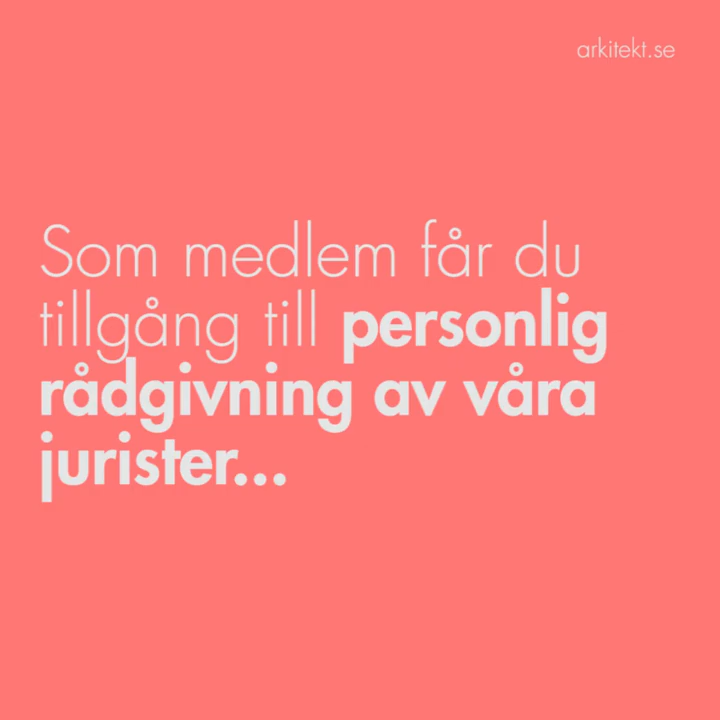 arkitekt.se
Som medlem får du
tillgång till personlig
rådgivning av våra
jurister...